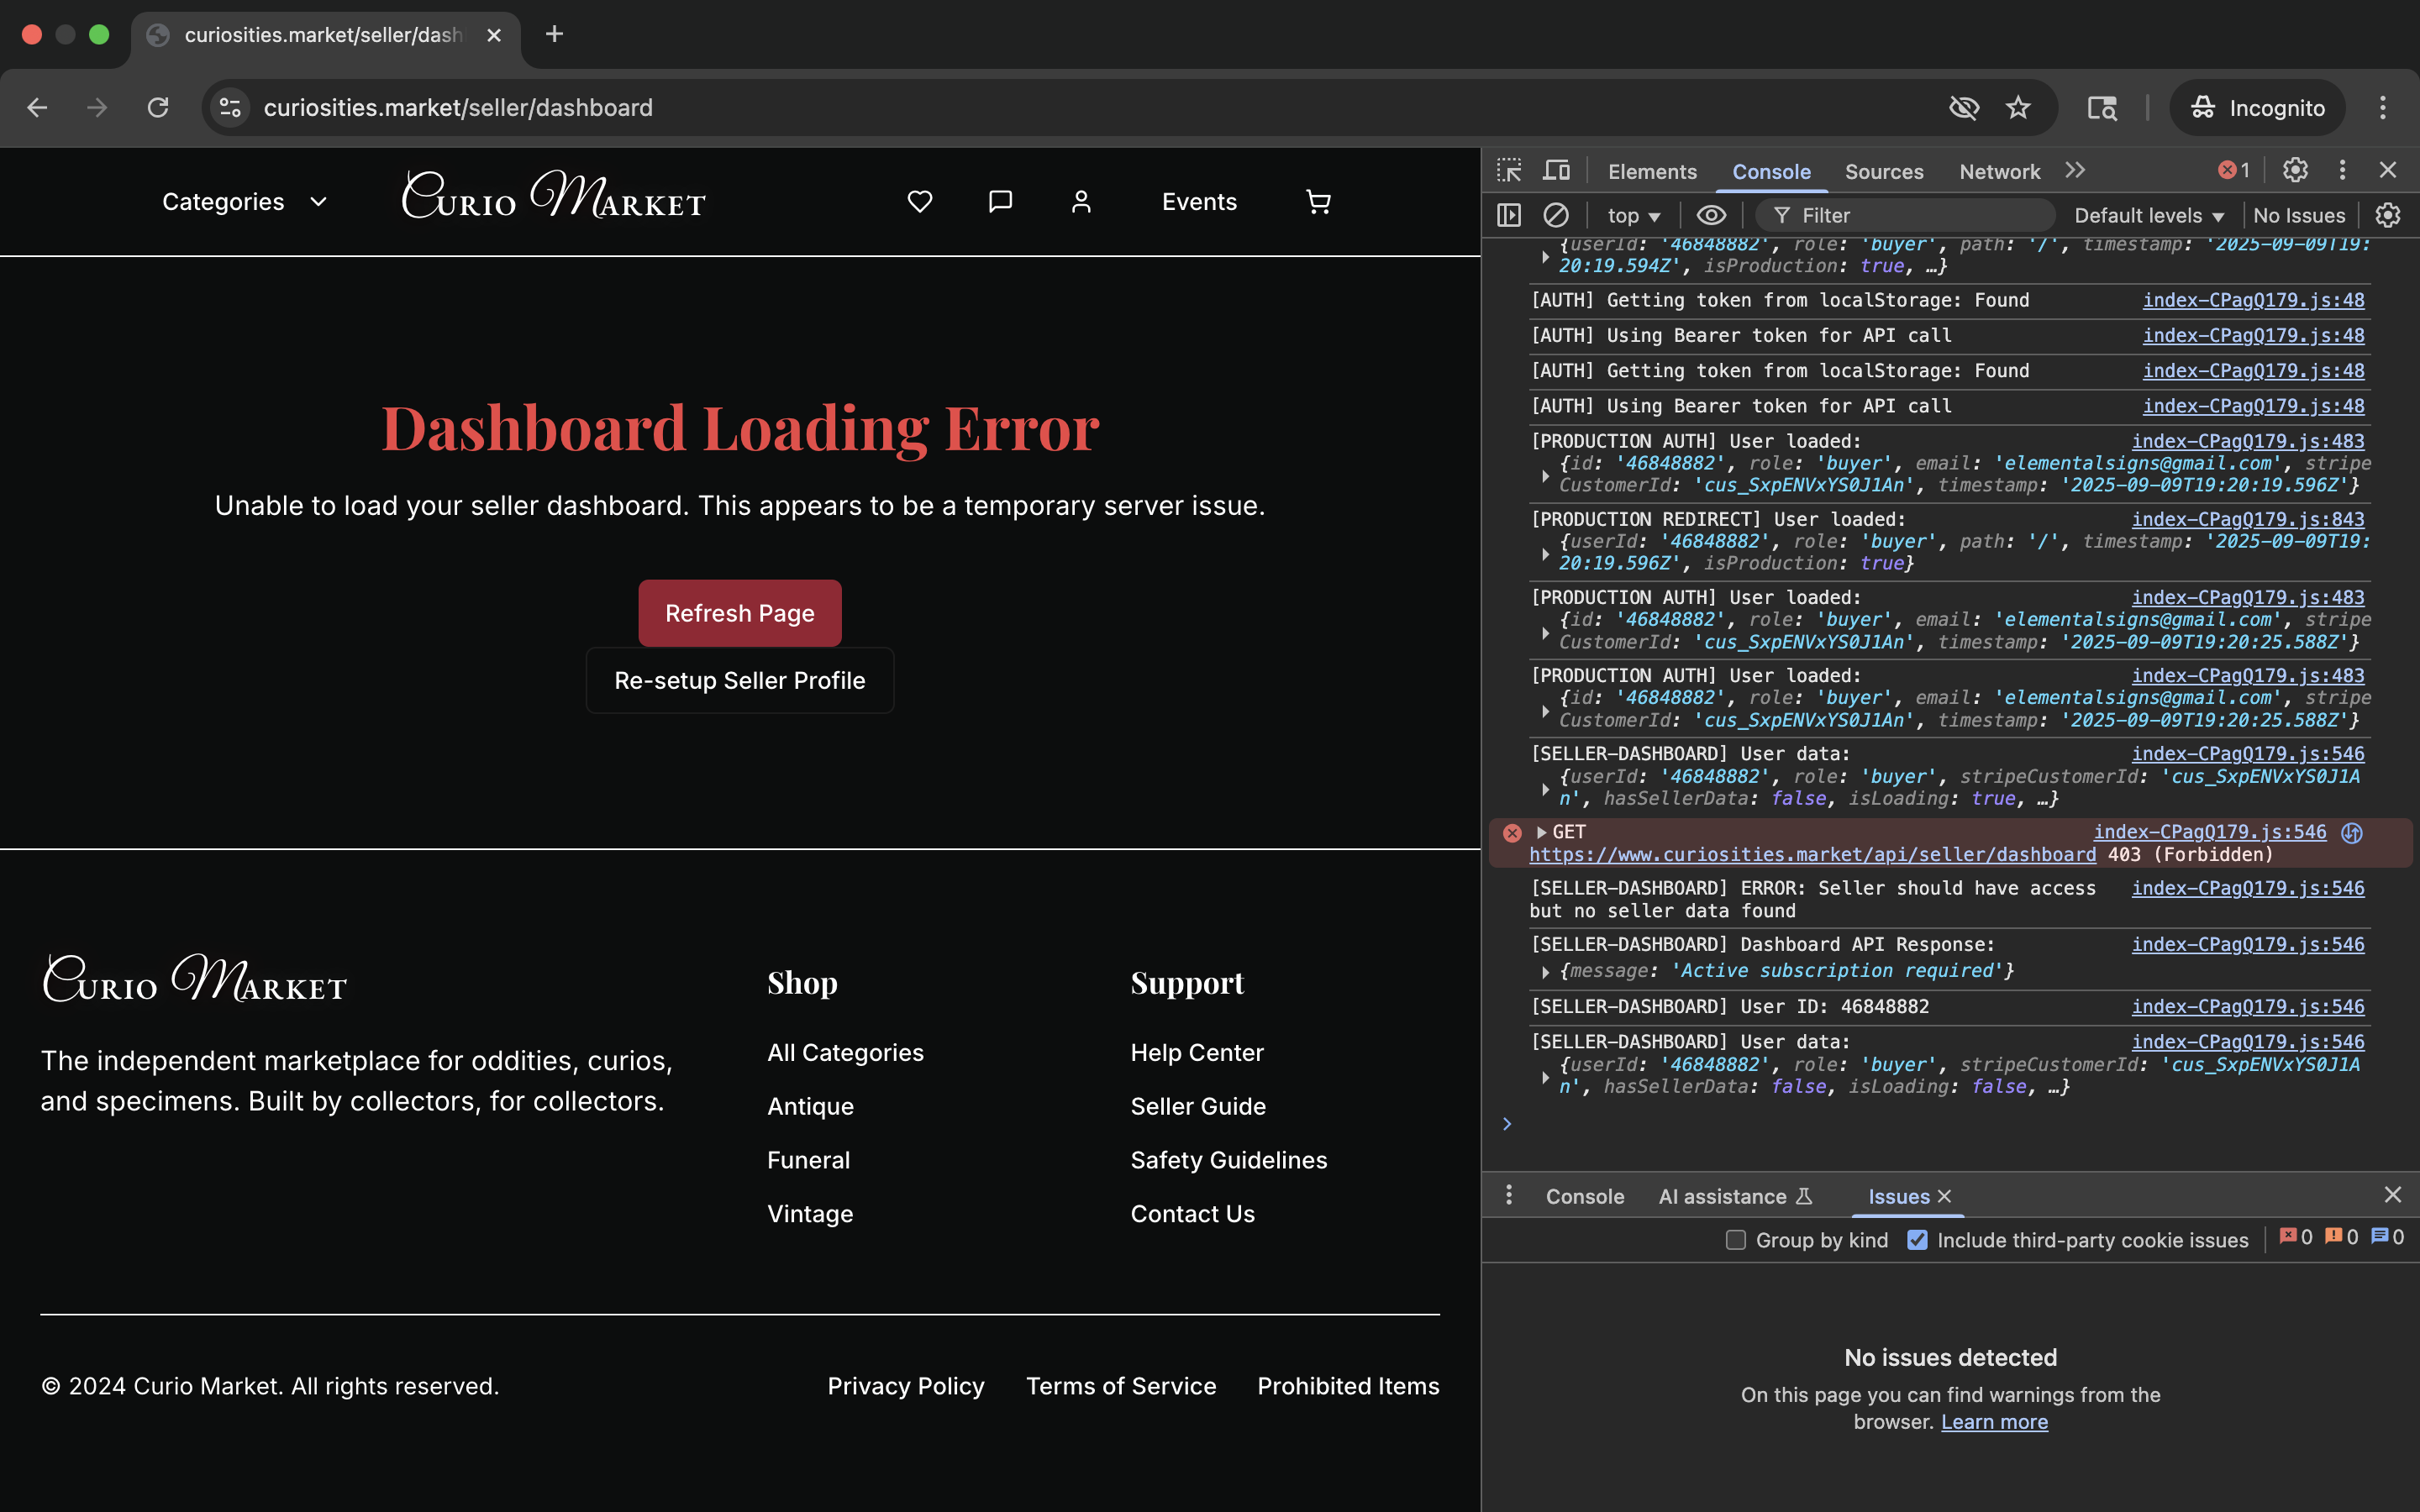 curiosities.market/seller/dash
curiosities.market/seller/dashboard
Incognito
Categories
Curio Market
Events
Dashboard Loading Error
Unable to load your seller dashboard. This appears to be a temporary server issue.
Refresh Page
Re-setup Seller Profile
Curio Market
The independent marketplace for oddities, curios,
and specimens. Built by collectors, for collectors.
Shop
All Categories
Antique
Funeral
Vintage
Support
Help Center
Seller Guide
Safety Guidelines
Contact Us
© 2024 Curio Market. All rights reserved.
Privacy Policy
Terms of Service
Prohibited Items
Elements
Console
Sources
Network
1
top
Filter
Default levels
No Issues
{userId: '46848882', role: 'buyer', path: '/', timestamp: '2025-09-09T19:
20:19.594Z', isProduction: true, …}
[AUTH] Getting token from localStorage: Found index-CPagQ179.js:48
[AUTH] Using Bearer token for API call index-CPagQ179.js:48
[AUTH] Getting token from localStorage: Found index-CPagQ179.js:48
[AUTH] Using Bearer token for API call index-CPagQ179.js:48
[PRODUCTION AUTH] User loaded: index-CPagQ179.js:483
{id: '46848882', role: 'buyer', email: 'elementalsigns@gmail.com', stripe
CustomerId: 'cus_SxpENVxYS0J1An', timestamp: '2025-09-09T19:20:19.596Z'}
[PRODUCTION REDIRECT] User loaded: index-CPagQ179.js:843
{userId: '46848882', role: 'buyer', path: '/', timestamp: '2025-09-09T19:
20:19.596Z', isProduction: true}
[PRODUCTION AUTH] User loaded: index-CPagQ179.js:483
{id: '46848882', role: 'buyer', email: 'elementalsigns@gmail.com', stripe
CustomerId: 'cus_SxpENVxYS0J1An', timestamp: '2025-09-09T19:20:25.588Z'}
[PRODUCTION AUTH] User loaded: index-CPagQ179.js:483
{id: '46848882', role: 'buyer', email: 'elementalsigns@gmail.com', stripe
CustomerId: 'cus_SxpENVxYS0J1An', timestamp: '2025-09-09T19:20:25.588Z'}
[SELLER-DASHBOARD] User data: index-CPagQ179.js:546
{userId: '46848882', role: 'buyer', stripeCustomerId: 'cus_SxpENVxYS0J1A
n', hasSellerData: false, isLoading: true, …}
GET index-CPagQ179.js:546
https://www.curiosities.market/api/seller/dashboard 403 (Forbidden)
[SELLER-DASHBOARD] ERROR: Seller should have access index-CPagQ179.js:546
but no seller data found
[SELLER-DASHBOARD] Dashboard API Response: index-CPagQ179.js:546
{message: 'Active subscription required'}
[SELLER-DASHBOARD] User ID: 46848882 index-CPagQ179.js:546
[SELLER-DASHBOARD] User data: index-CPagQ179.js:546
{userId: '46848882', role: 'buyer', stripeCustomerId: 'cus_SxpENVxYS0J1A
n', hasSellerData: false, isLoading: false, …}
Console
AI assistance
Issues
Group by kind
Include third-party cookie issues
0
0
0
No issues detected
On this page you can find warnings from the
browser. Learn more